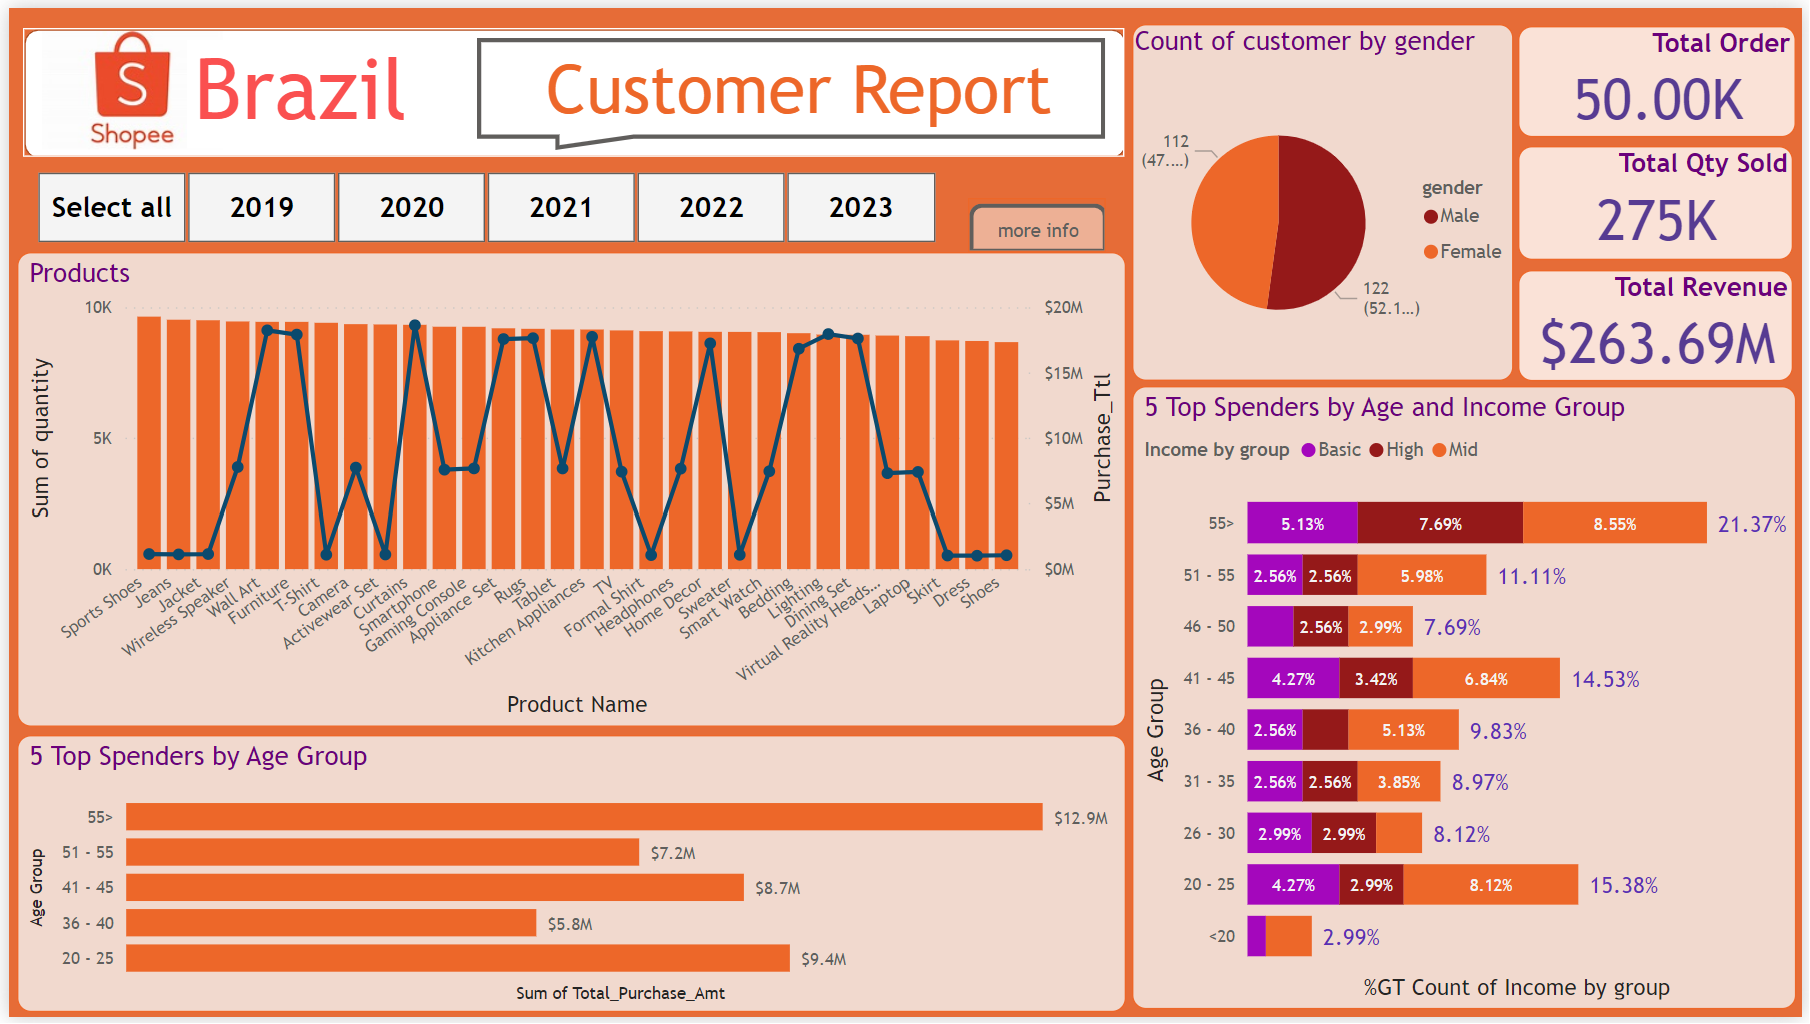 S
Shopee
Brazil
Customer Report
Select all
2019
2020
2021
2022
2023
more info
Products
10K
5K
0K
Sum of quantity
$20M
$15M
$10M
$5M
$0M
Purchase_Ttl
Sports Shoes
Jeans
Jacket
Wireless Speaker
Wall Art
Furniture
T-Shirt
Camera
Activewear Set
Curtains
Smartphone
Gaming Console
Appliance Set
Rugs
Tablet
Kitchen Appliances
TV
Formal Shirt
Headphones
Home Decor
Sweater
Smart Watch
Bedding
Lighting
Dining Set
Virtual Reality Heads...
Laptop
Skirt
Dress
Shoes
Product Name
5 Top Spenders by Age Group
Age Group
55>
$12.9M
51 - 55
$7.2M
41 - 45
$8.7M
36 - 40
$5.8M
20 - 25
$9.4M
Sum of Total_Purchase_Amt
Count of customer by gender
112
(47....)
122
(52.1...)
gender
Male
Female
Total Order
50.00K
Total Qty Sold
275K
Total Revenue
$263.69M
5 Top Spenders by Age and Income Group
Income by group Basic High Mid
Age Group
55> 5.13% 7.69% 8.55% 21.37%
51 - 55 2.56% 2.56% 5.98% 11.11%
46 - 50 2.56% 2.99% 7.69%
41 - 45 4.27% 3.42% 6.84% 14.53%
36 - 40 2.56% 5.13% 9.83%
31 - 35 2.56% 2.56% 3.85% 8.97%
26 - 30 2.99% 2.99% 8.12%
20 - 25 4.27% 2.99% 8.12% 15.38%
<20 2.99%
%GT Count of Income by group